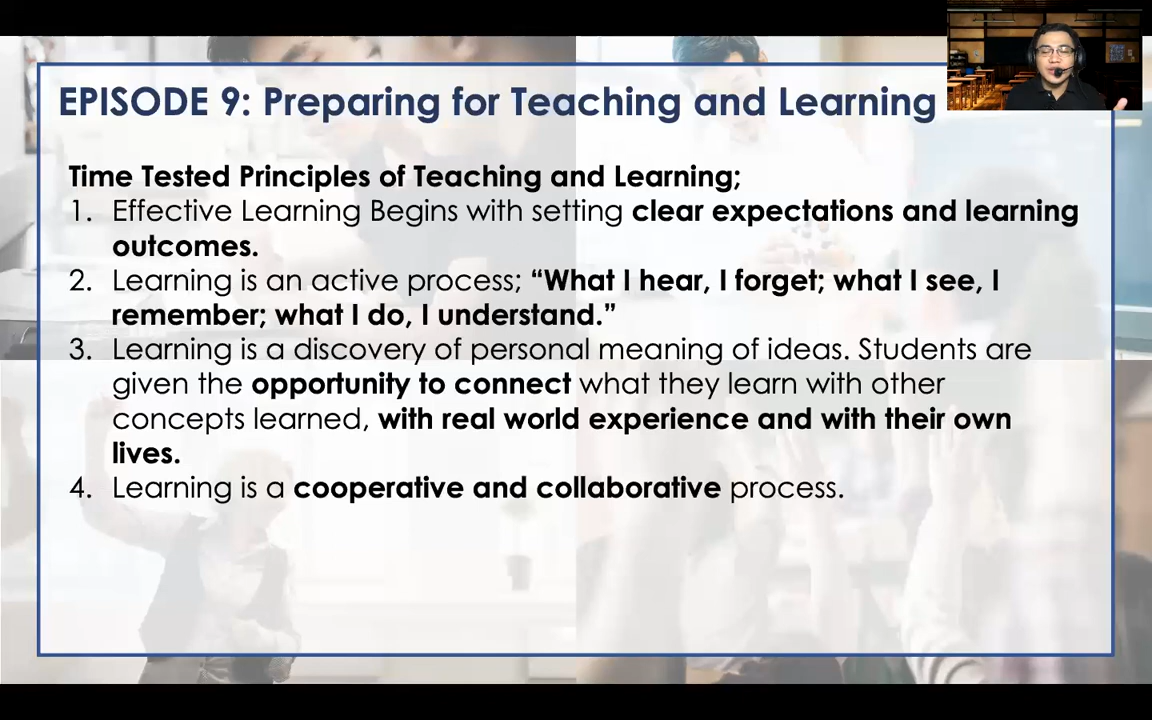 EPISODE 9: Preparing for Teaching and Learning
Time Tested Principles of Teaching and Learning;
1. Effective Learning Begins with setting clear expectations and learning
outcomes.
2. Learning is an active process; “What I hear, I forget; what I see, I
remember; what I do, I understand.”
3. Learning is a discovery of personal meaning of ideas. Students are
given the opportunity to connect what they learn with other
concepts learned, with real world experience and with their own
lives.
4. Learning is a cooperative and collaborative process.